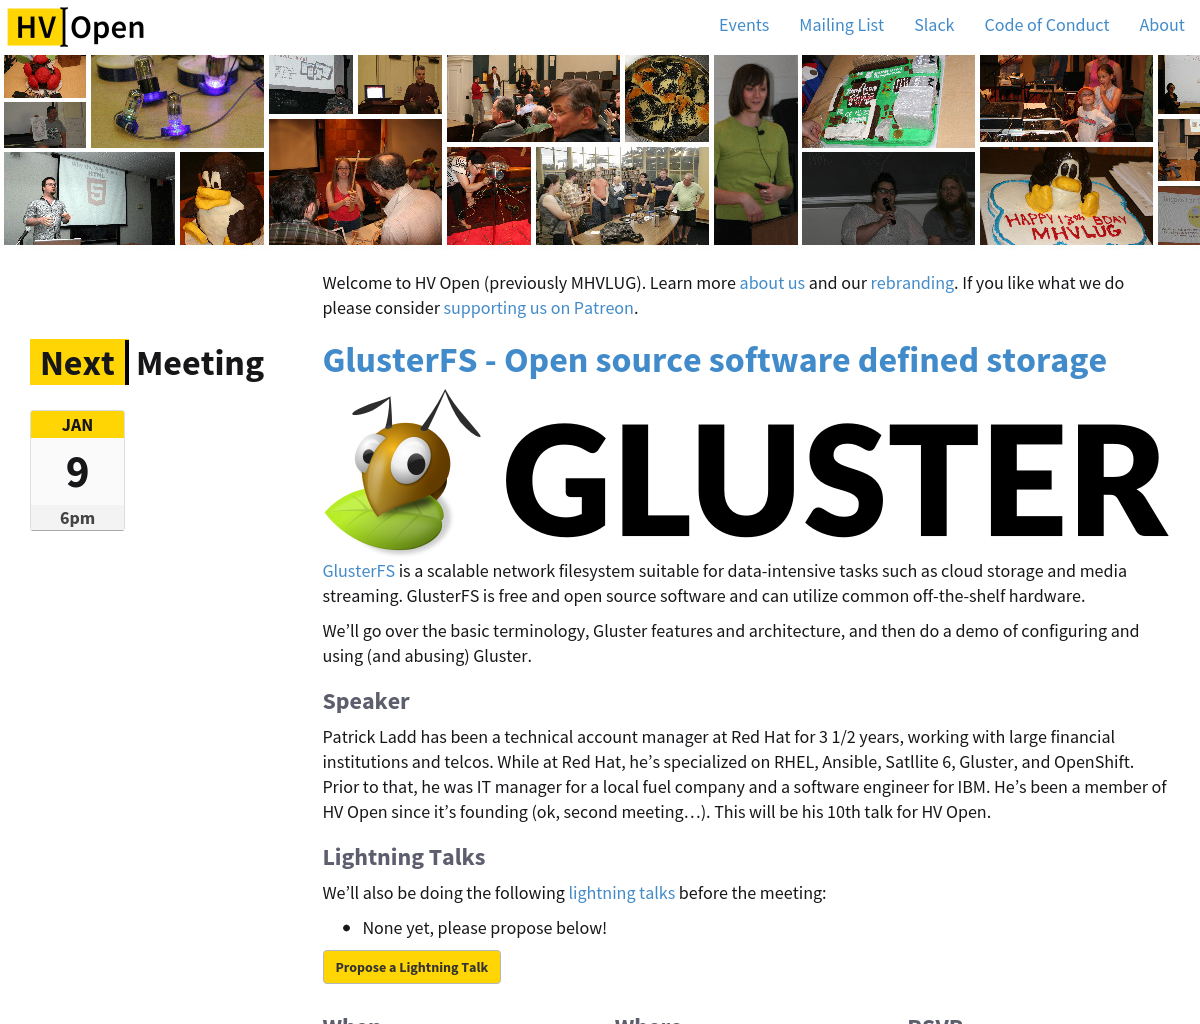 HV Open
Events Mailing List Slack Code of Conduct About
HTML
5
HAPPY 13th BDAY
MHVLUG
Welcome to HV Open (previously MHVLUG). Learn more about us and our rebranding. If you like what we do
please consider supporting us on Patreon.
Next Meeting
JAN
9
6pm
GlusterFS - Open source software defined storage
GLUSTER
GlusterFS is a scalable network filesystem suitable for data-intensive tasks such as cloud storage and media
streaming. GlusterFS is free and open source software and can utilize common off-the-shelf hardware.
We’ll go over the basic terminology, Gluster features and architecture, and then do a demo of configuring and
using (and abusing) Gluster.
Speaker
Patrick Ladd has been a technical account manager at Red Hat for 3 1/2 years, working with large financial
institutions and telcos. While at Red Hat, he’s specialized on RHEL, Ansible, Satllite 6, Gluster, and OpenShift.
Prior to that, he was IT manager for a local fuel company and a software engineer for IBM. He’s been a member of
HV Open since it’s founding (ok, second meeting…). This will be his 10th talk for HV Open.
Lightning Talks
We’ll also be doing the following lightning talks before the meeting:
• None yet, please propose below!
Propose a Lightning Talk
When Where RSVP